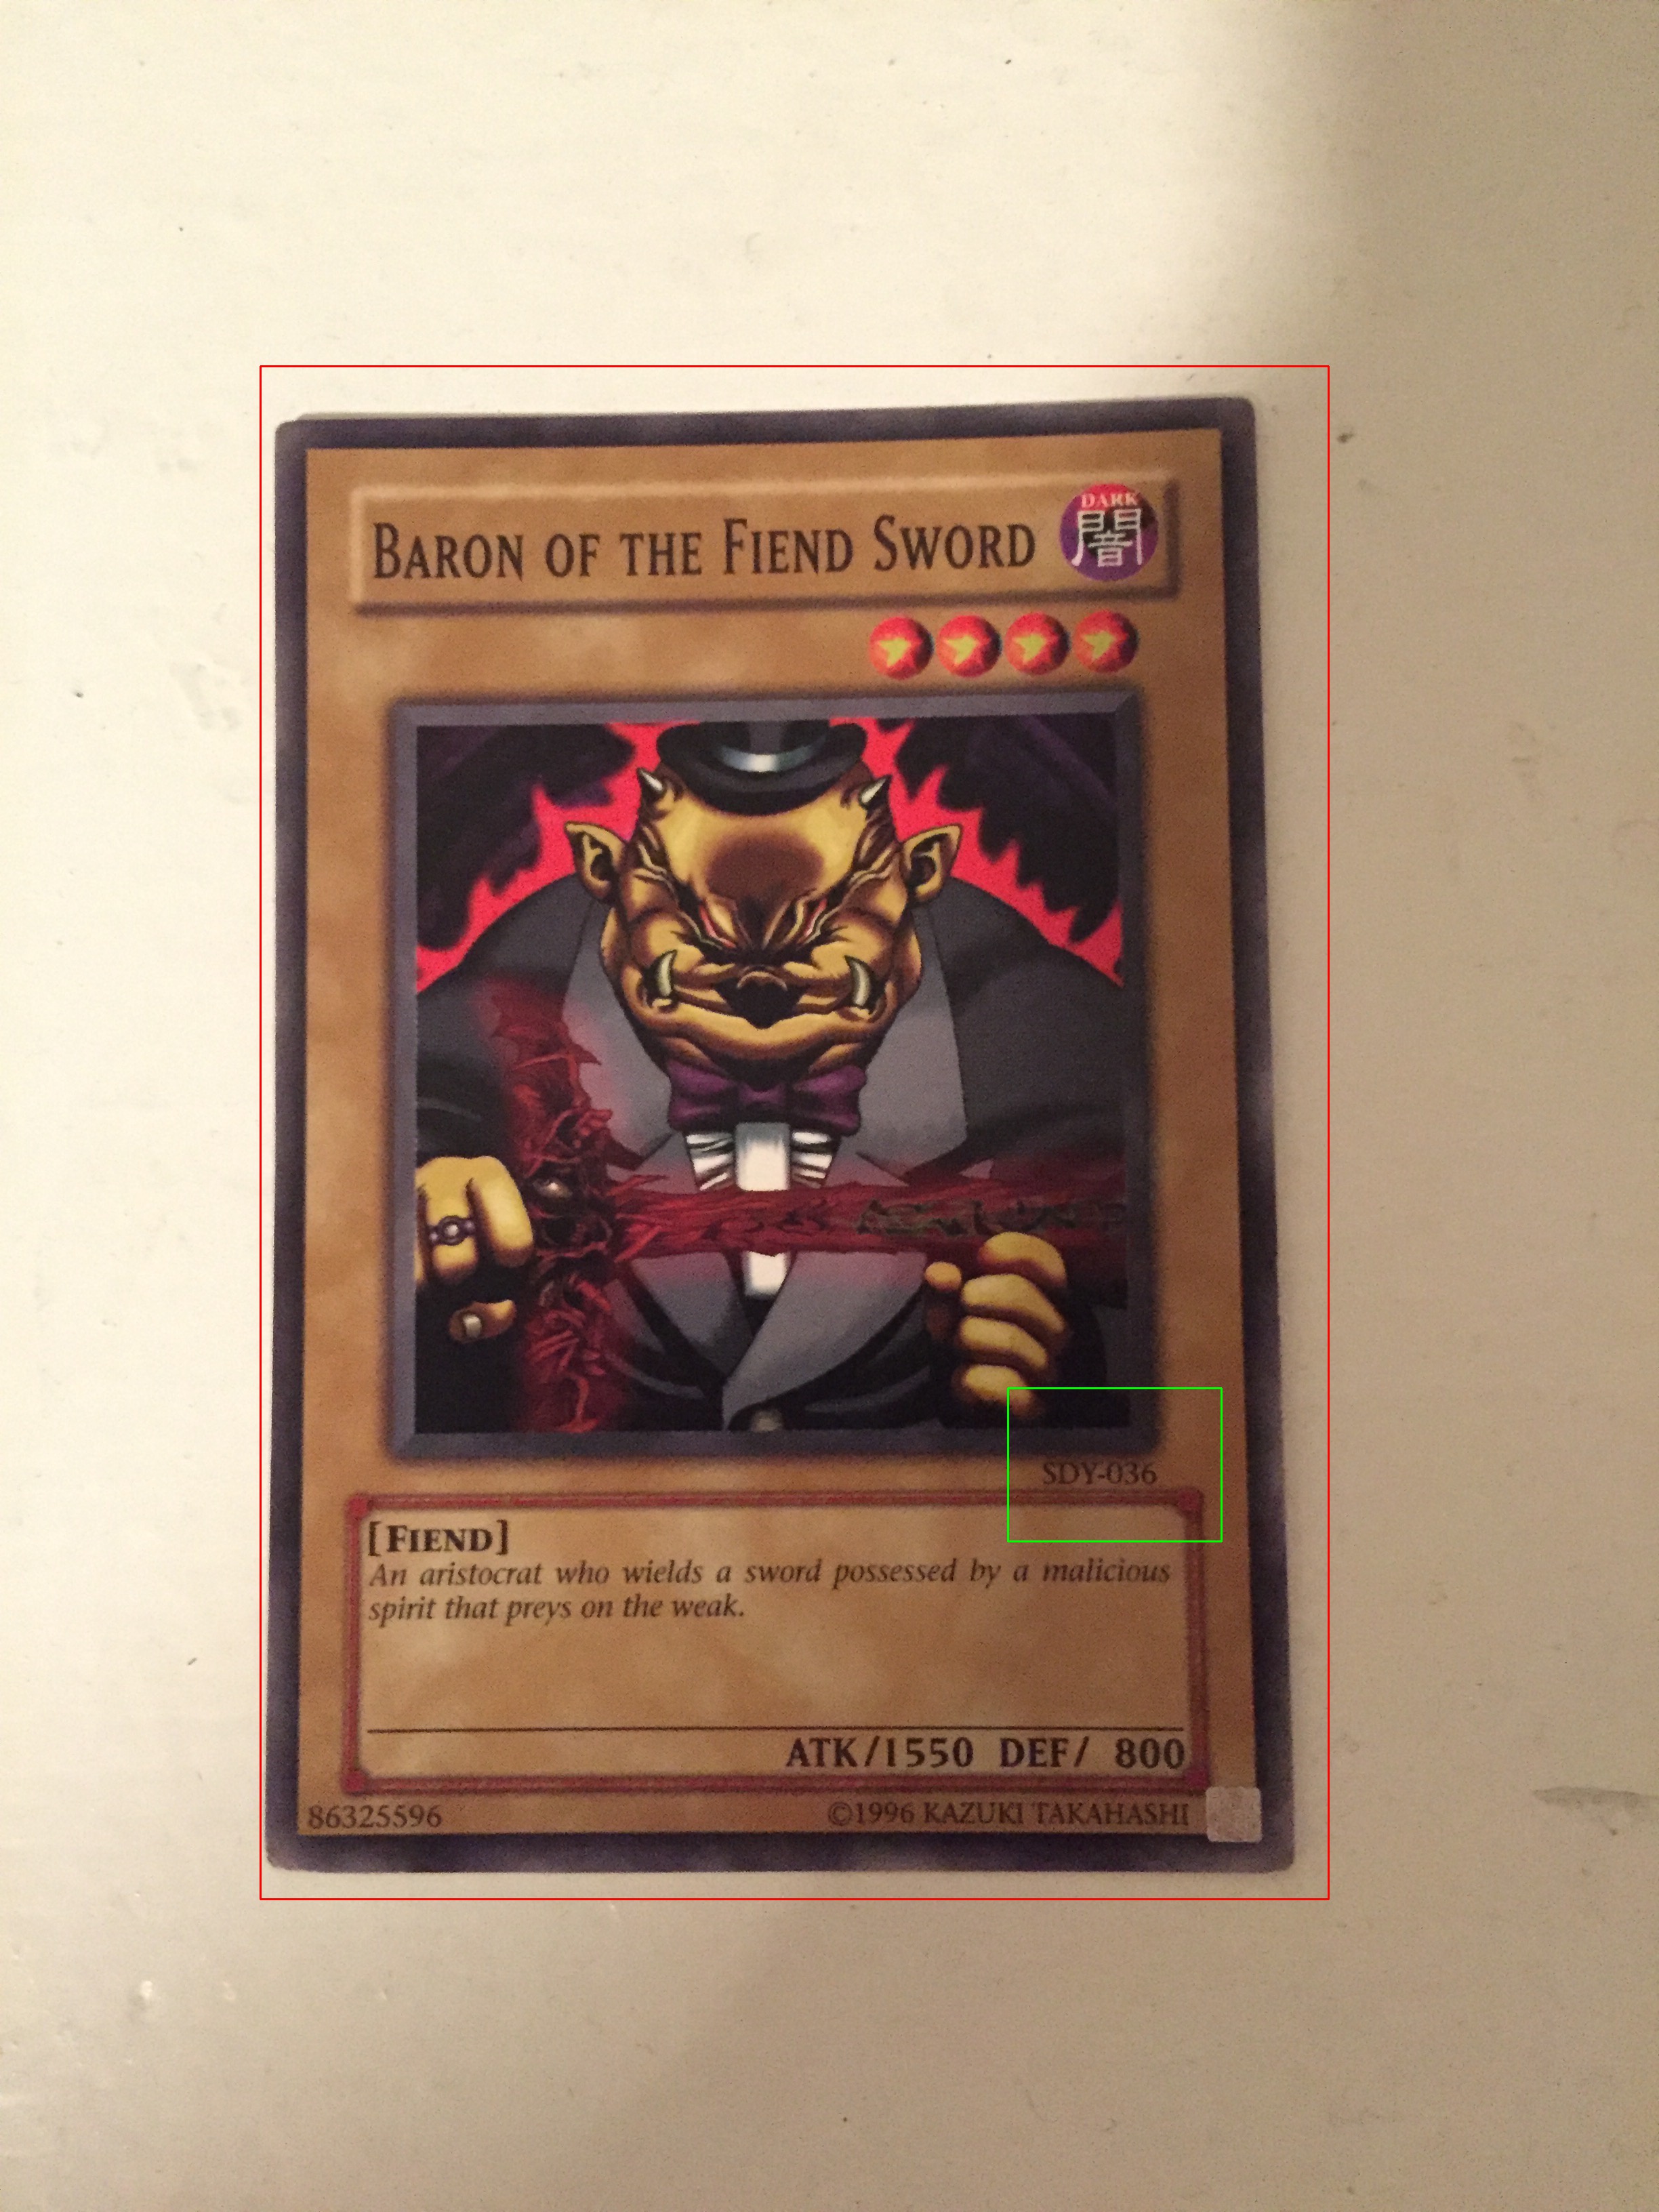 BARON OF THE FIEND SWORD
DARK
闇
SDY-036
[FIEND]
An aristocrat who wields a sword possessed by a malicious
spirit that preys on the weak.
ATK/1550 DEF/ 800
86325596
©1996 KAZUKI TAKAHASHI